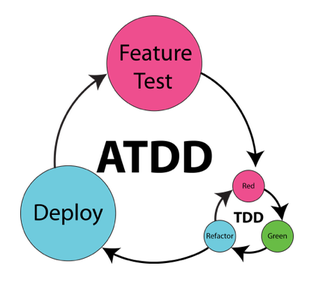 Feature
Test
ATDD
Red
Deploy
TDD
Refactor
Green